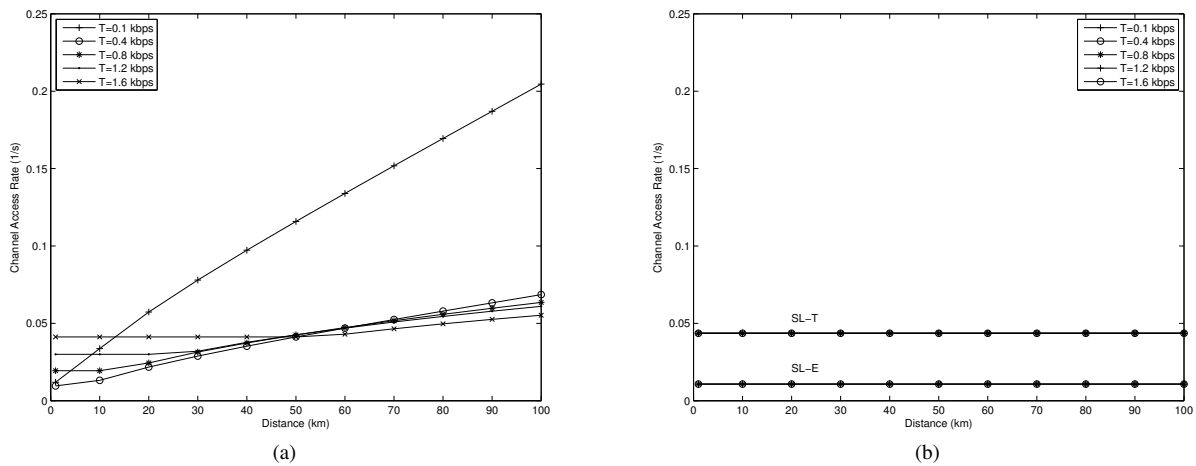 0.25
0.2
0.15
0.1
0.05
0
Channel Access Rate (1/s)
T=0.1 kbps
T=0.4 kbps
T=0.8 kbps
T=1.2 kbps
T=1.6 kbps
0 10 20 30 40 50 60 70 80 90 100
Distance (km)
(a)
0.25
0.2
0.15
0.1
0.05
0
Channel Access Rate (1/s)
T=0.1 kbps
T=0.4 kbps
T=0.8 kbps
T=1.2 kbps
T=1.6 kbps
SL−T
SL−E
0 10 20 30 40 50 60 70 80 90 100
Distance (km)
(b)